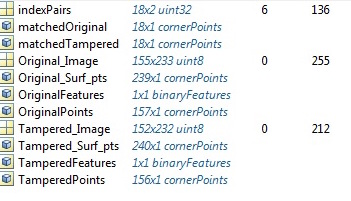 indexPairs 18x2 uint32 6 136
matchedOriginal 18x1 cornerPoints
matchedTampered 18x1 cornerPoints
Original_Image 155x233 uint8 0 255
Original_Surf_pts 239x1 cornerPoints
OriginalFeatures 1x1 binaryFeatures
OriginalPoints 157x1 cornerPoints
Tampered_Image 152x232 uint8 0 212
Tampered_Surf_pts 240x1 cornerPoints
TamperedFeatures 1x1 binaryFeatures
TamperedPoints 156x1 cornerPoints